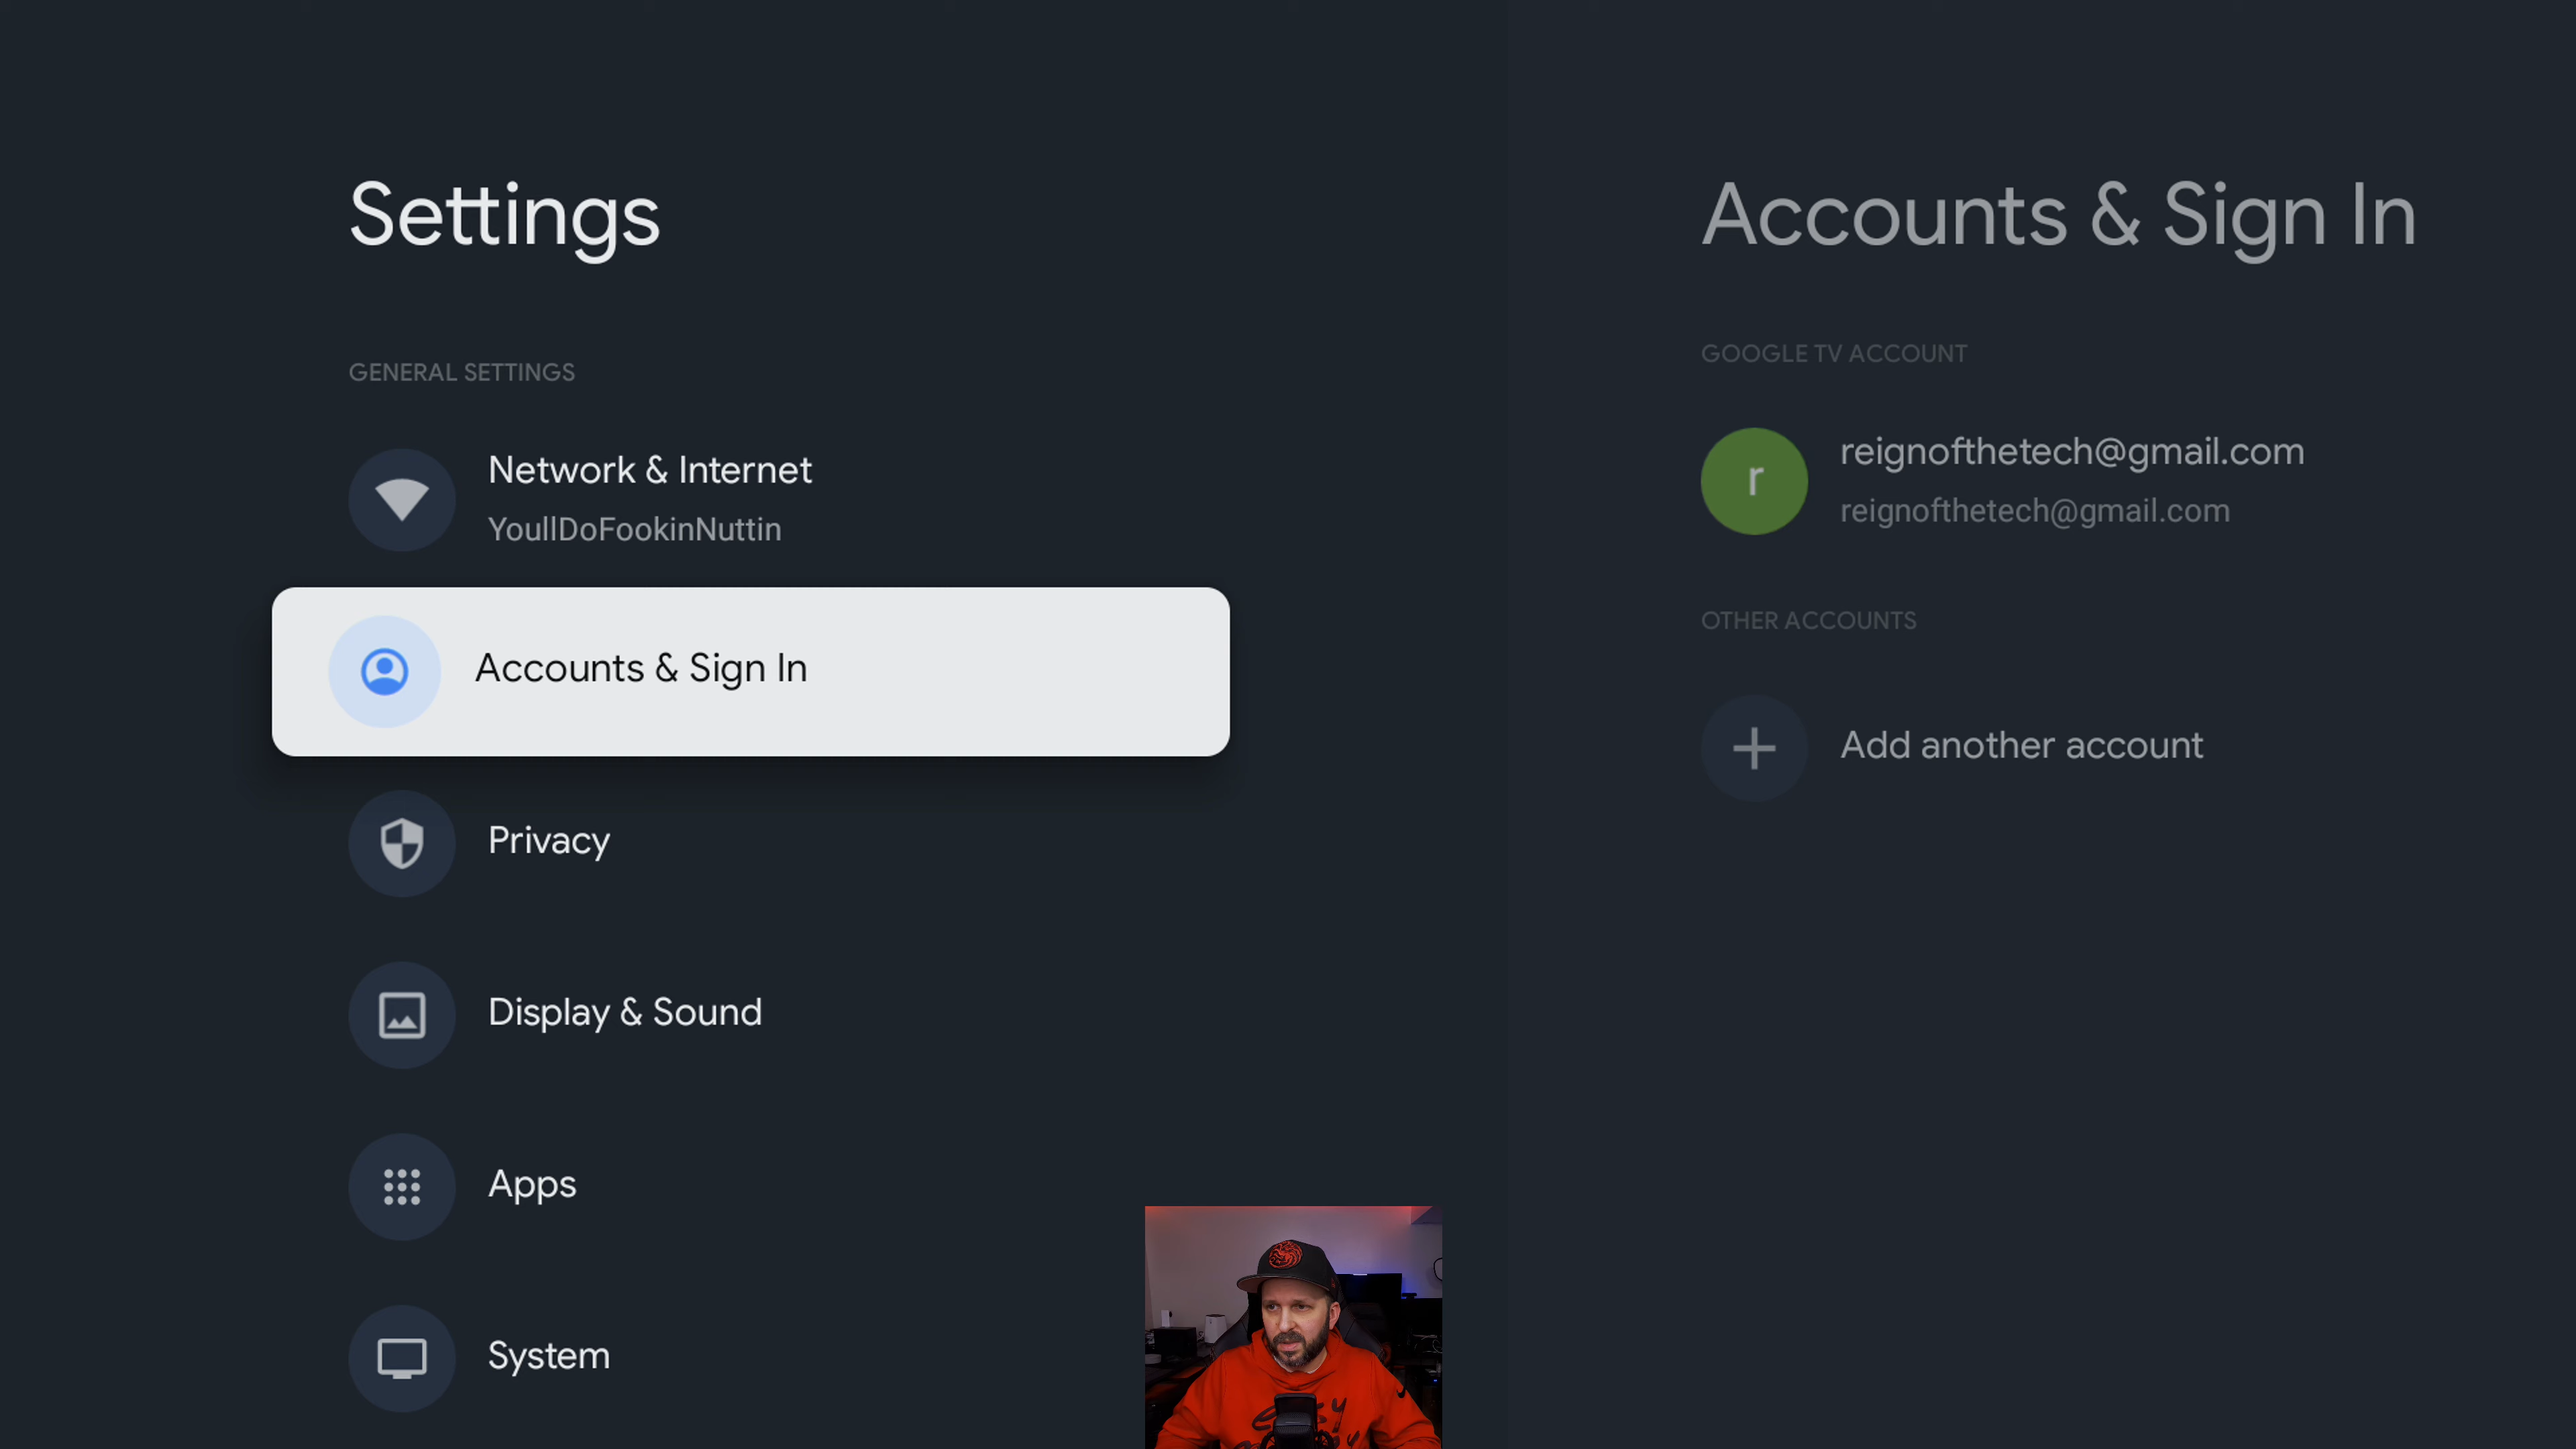 Settings
GENERAL SETTINGS
Network & Internet
YoullDoFookinNuttin
Accounts & Sign In
Privacy
Display & Sound
Apps
System
Accounts & Sign In
GOOGLE TV ACCOUNT
r
reignofthetech@gmail.com
reignofthetech@gmail.com
OTHER ACCOUNTS
Add another account